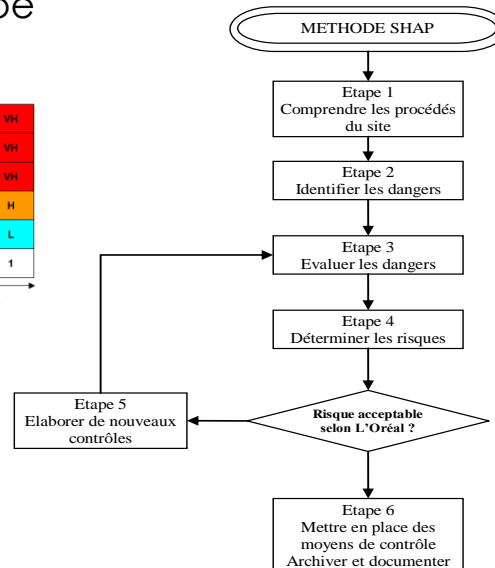 METHODE SHAP
VH
VH
VH
H
L
1
Etape 1
Comprendre les procédés
du site
Etape 2
Identifier les dangers
Etape 3
Evaluer les dangers
Etape 4
Déterminer les risques
Etape 5
Elaborer de nouveaux
contrôles
Risque acceptable
selon L'Oréal ?
Etape 6
Mettre en place des
moyens de contrôle
Archiver et documenter